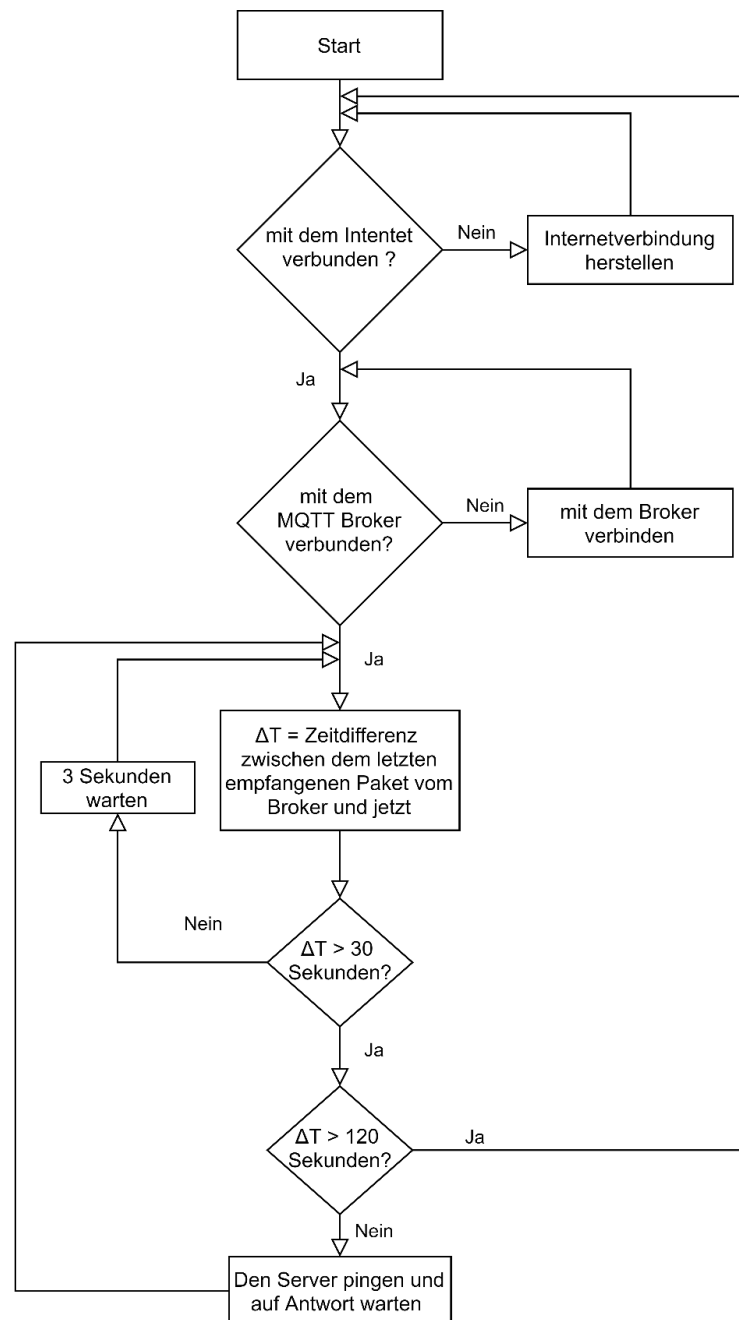 Start
mit dem Intentet
verbunden ?
Nein
Internetverbindung
herstellen
Ja
mit dem
MQTT Broker
verbunden?
Nein
mit dem Broker
verbinden
Ja
ΔT = Zeitdifferenz
zwischen dem letzten
empfangenen Paket vom
Broker und jetzt
3 Sekunden
warten
Nein
ΔT > 30
Sekunden?
Ja
ΔT > 120
Sekunden?
Ja
Nein
Den Server pingen und
auf Antwort warten